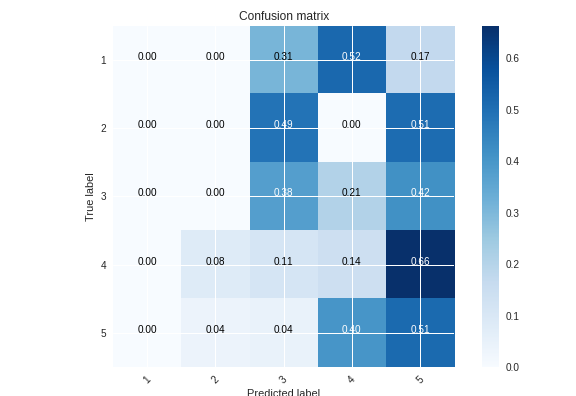 Confusion matrix
True label
1 0.00 0.00 0.31 0.52 0.17
2 0.00 0.00 0.49 0.00 0.51
3 0.00 0.00 0.38 0.21 0.42
4 0.00 0.08 0.11 0.14 0.66
5 0.00 0.04 0.04 0.40 0.51
1 2 3 4 5
Predicted label
0.6
0.5
0.4
0.3
0.2
0.1
0.0